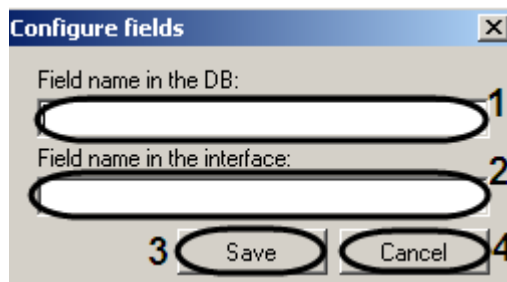 Configure fields
Field name in the DB:
1
Field name in the interface:
2
3 Save Cancel 4